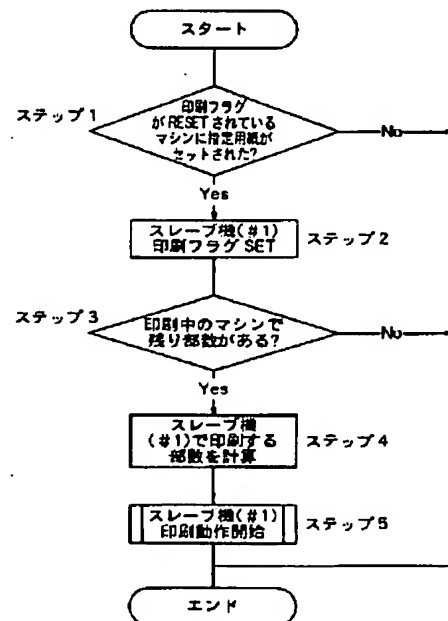 スタート
ステップ1
印刷フラグ
がRESETされている
マシンに指定用紙が
セットされた?
No
Yes
スレーブ機(#1)
印刷フラグSET
ステップ2
ステップ3
印刷中のマシンで
残り部数がある?
No
Yes
スレーブ機
(#1)で印刷する
部数を計算
ステップ4
スレーブ機(#1)
印刷動作開始
ステップ5
エンド